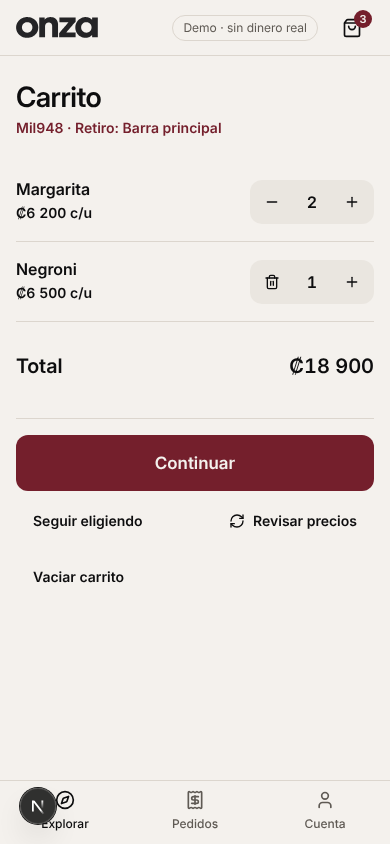 onza
Demo · sin dinero real
3
Carrito
Mil948 · Retiro: Barra principal
Margarita
₡6 200 c/u
2
Negroni
₡6 500 c/u
1
Total
₡18 900
Continuar
Seguir eligiendo
Revisar precios
Vaciar carrito
N
Explorar
Pedidos
Cuenta